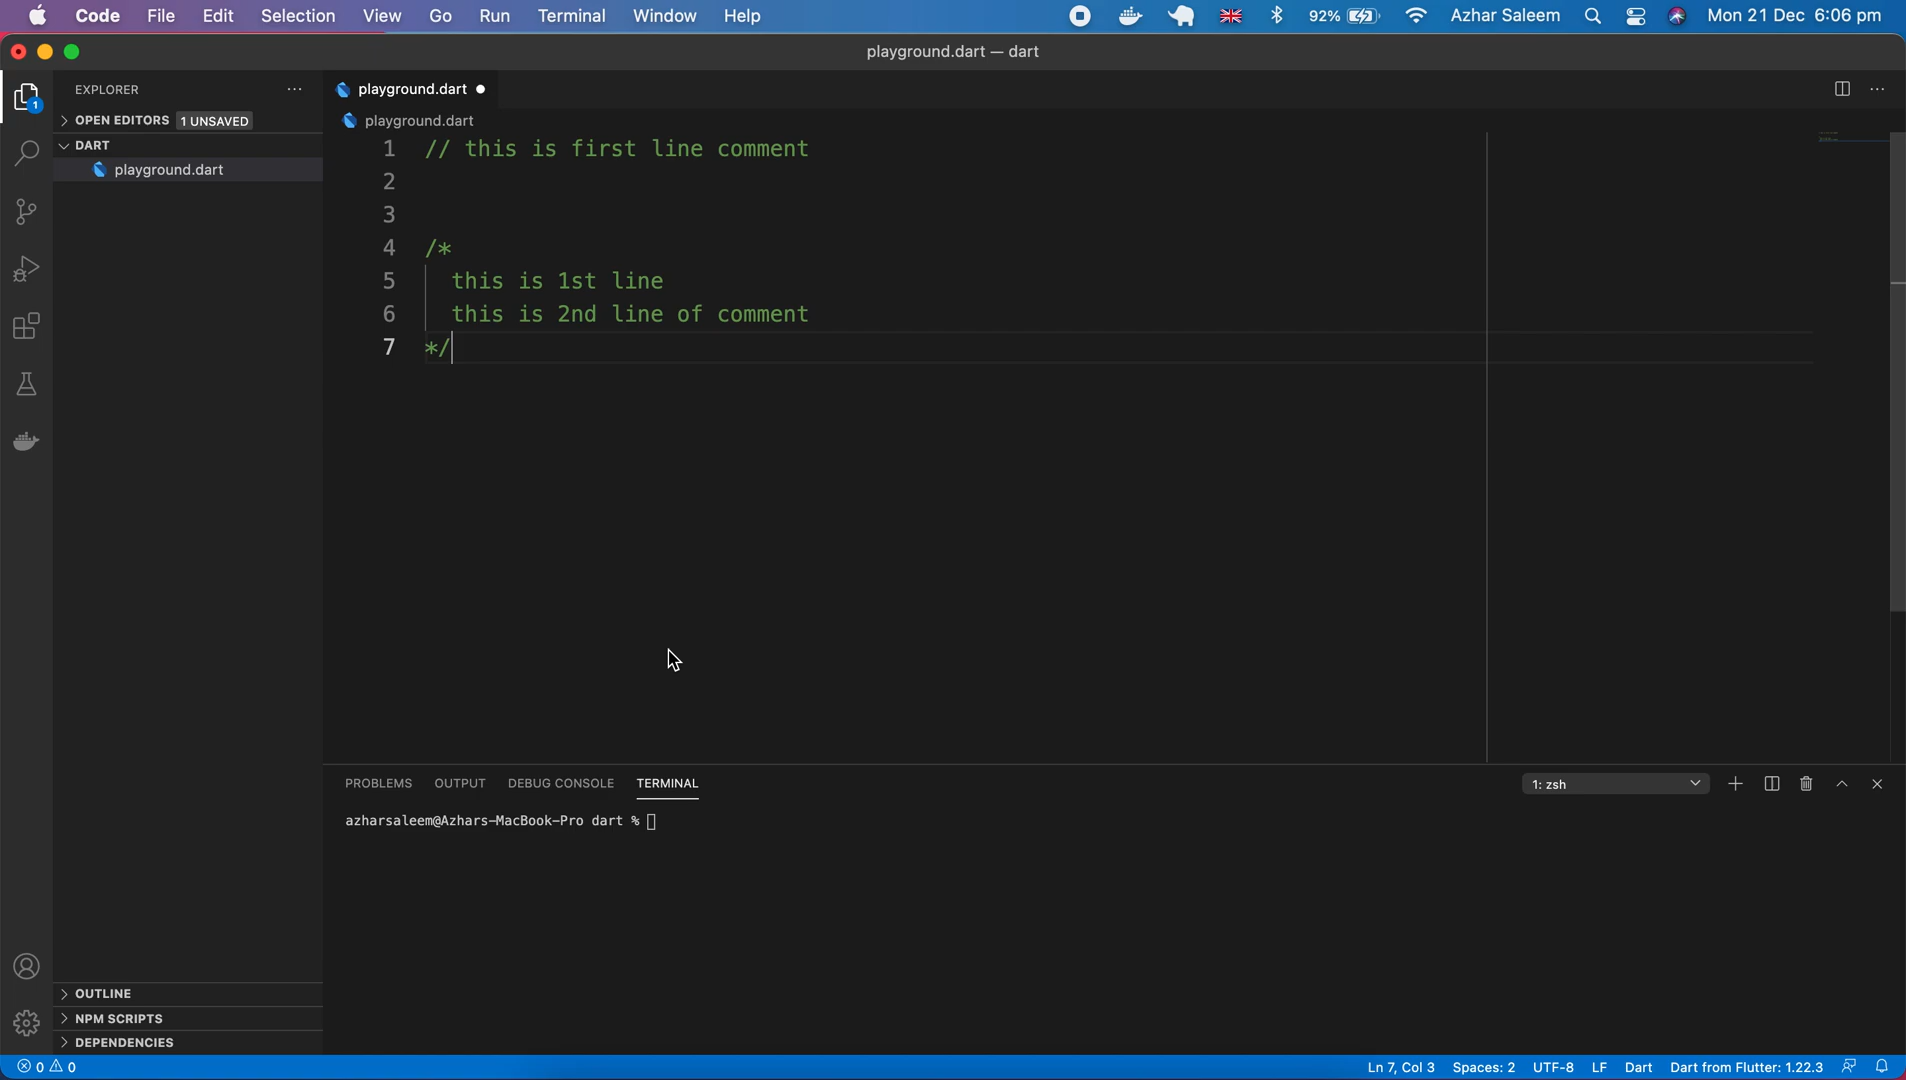 Code File Edit Selection View Go Run Terminal Window Help 92% Azhar Saleem Mon 21 Dec 6:06 pm
playground.dart — dart
EXPLORER
OPEN EDITORS 1 UNSAVED
DART
playground.dart
1
playground.dart
playground.dart
1 // this is first line comment
2
3
4 /*
5 this is 1st line
6 this is 2nd line of comment
7 */
PROBLEMS OUTPUT DEBUG CONSOLE TERMINAL 1: zsh
azharsaleem@Azhars-MacBook-Pro dart %
OUTLINE
NPM SCRIPTS
DEPENDENCIES
0 0 Ln 7, Col 3 Spaces: 2 UTF-8 LF Dart Dart from Flutter: 1.22.3